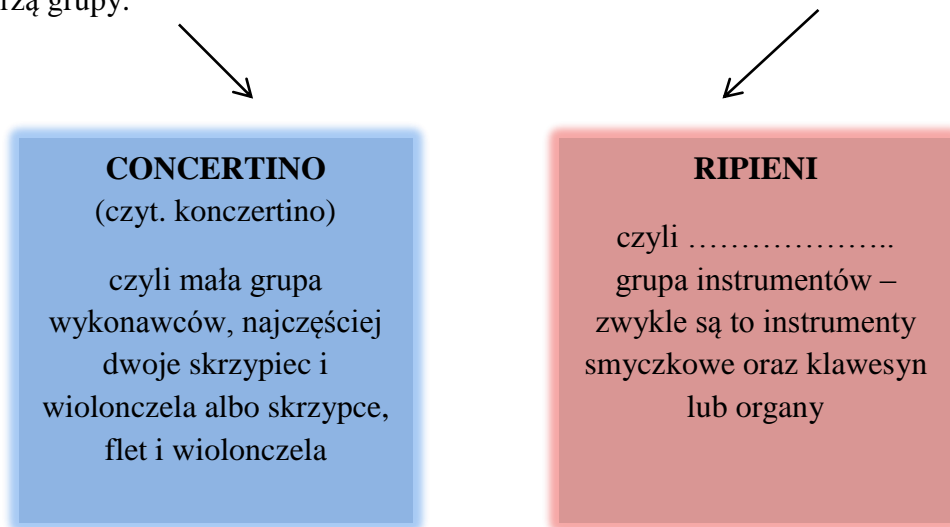 grupy.
CONCERTINO
(czyt. konczertino)
czyli mała grupa
wykonawców, najczęściej
dwoje skrzypiec i
wiolonczela albo skrzypce,
flet i wiolonczela
RIPIENI
czyli ………………..
grupa instrumentów –
zwykle są to instrumenty
smyczkowe oraz klawesyn
lub organy